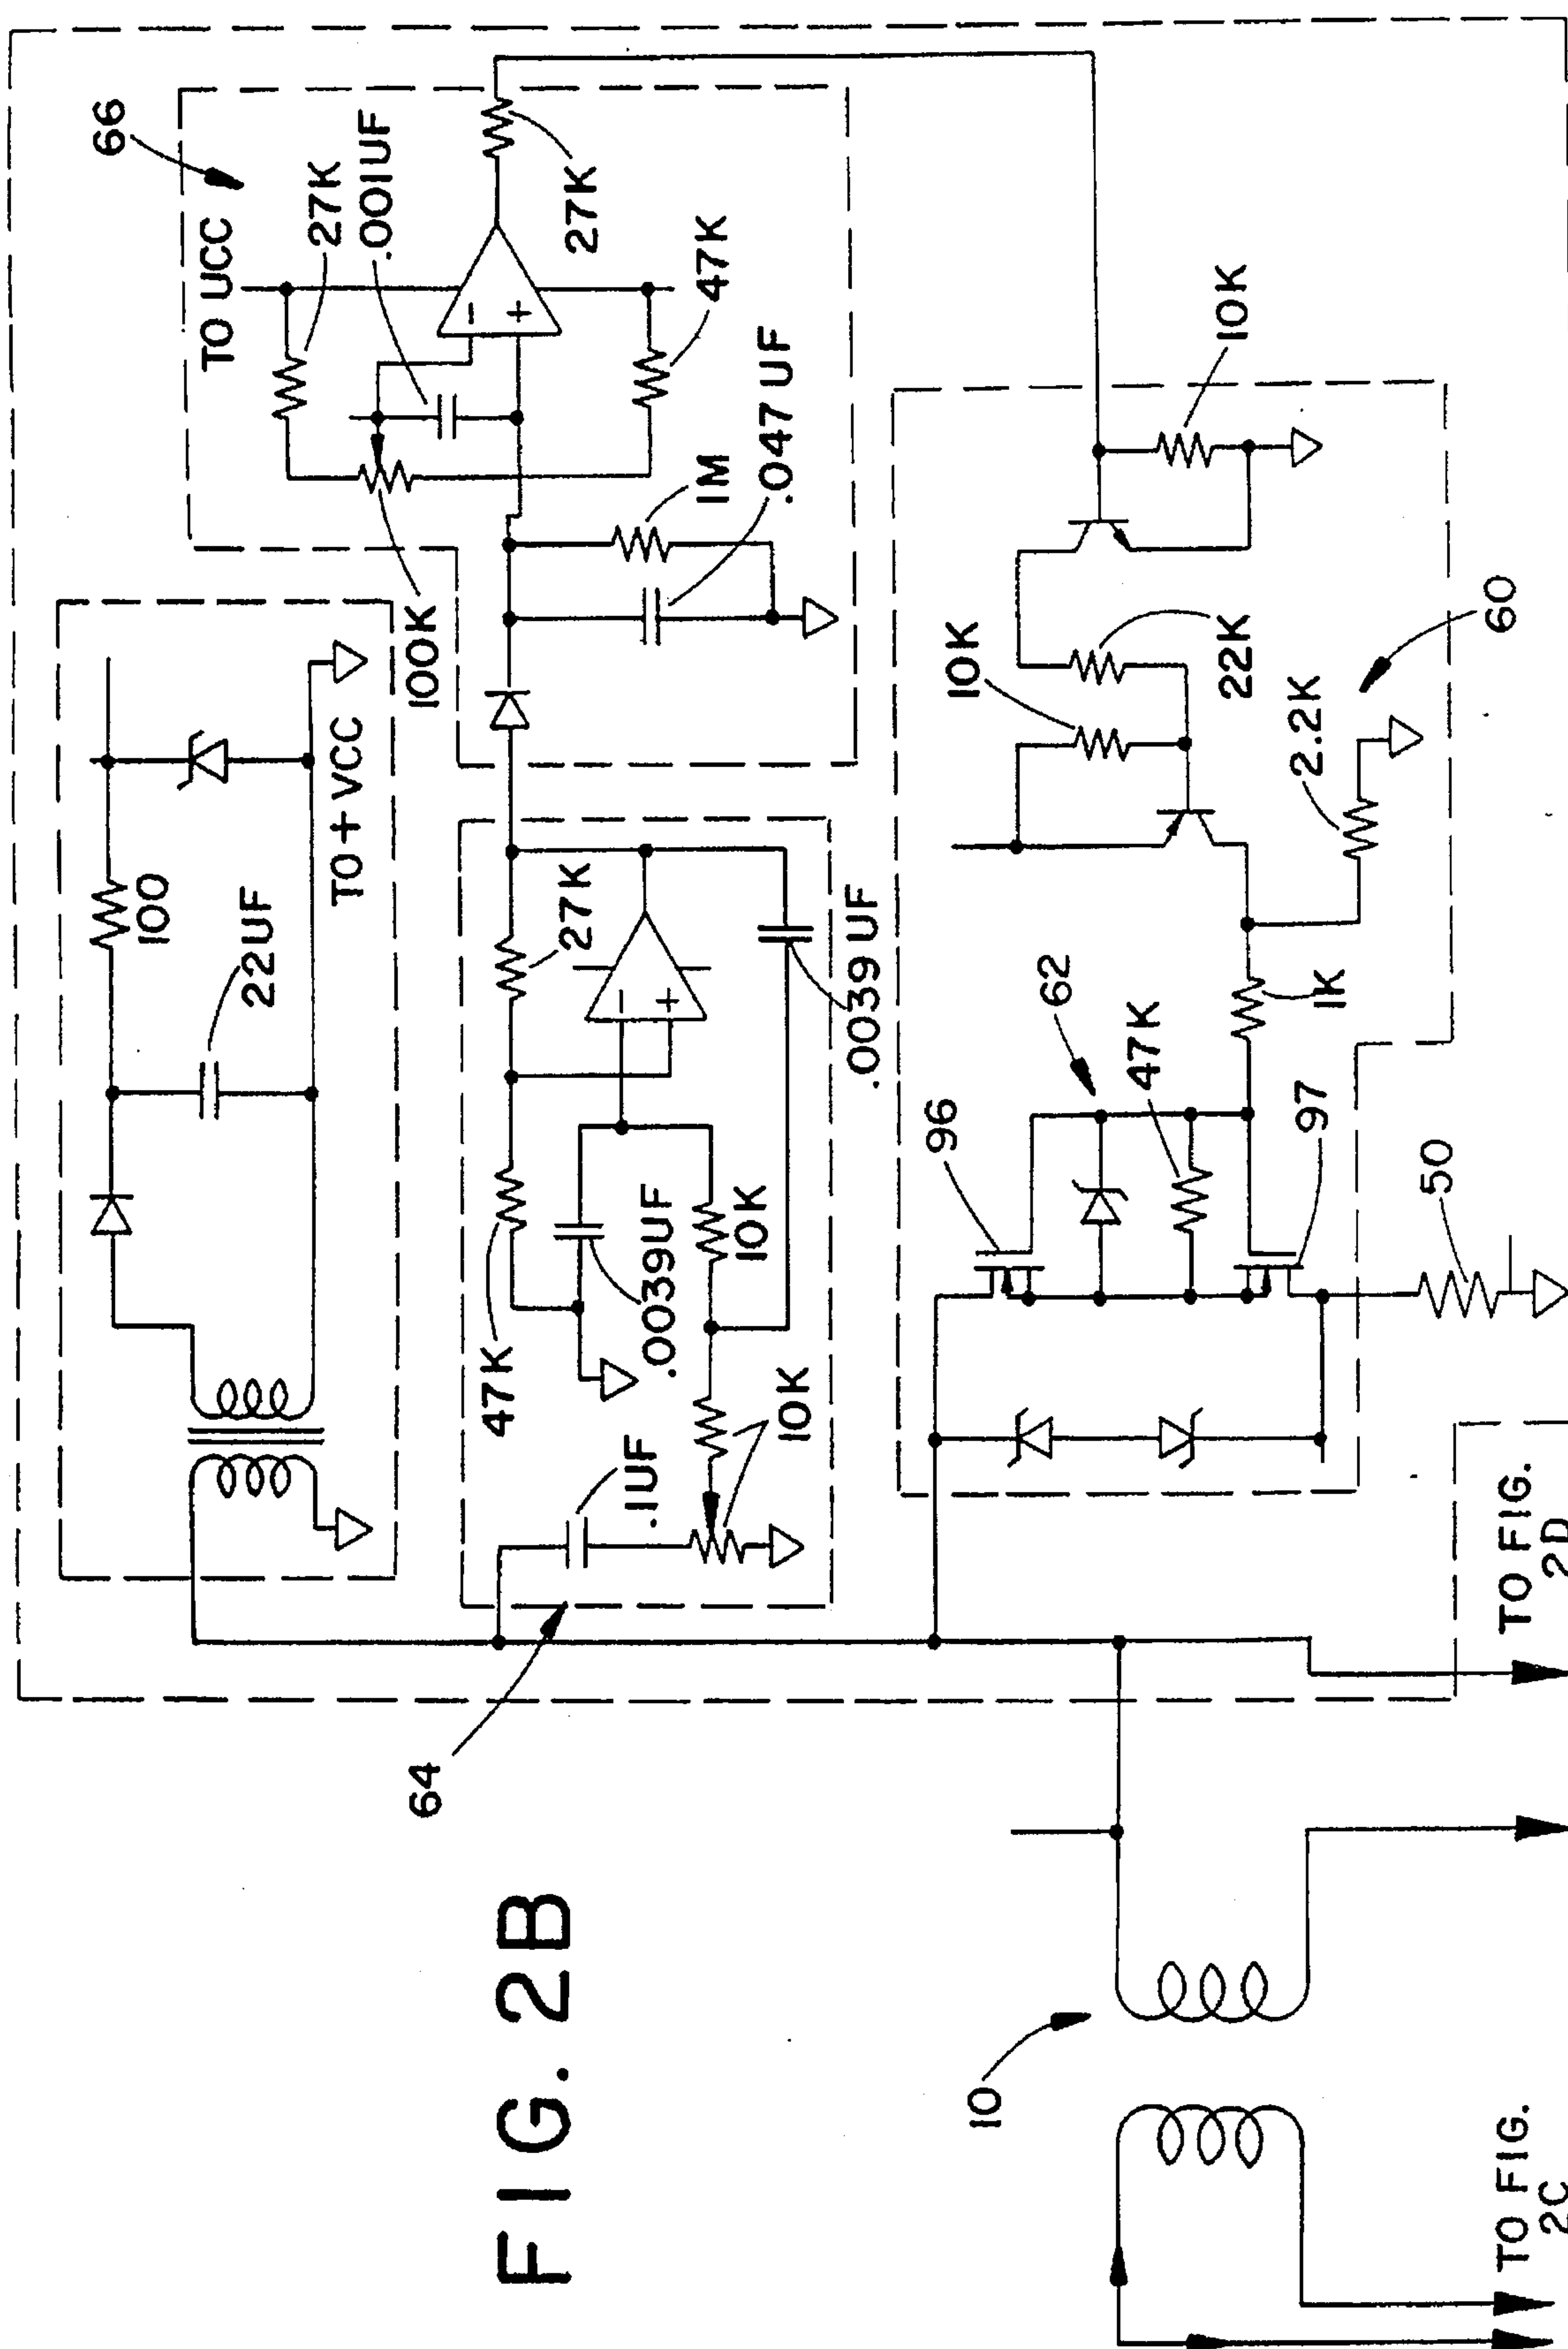 66
TO UCC
27K
.001UF
27K
47K
100K
1M
.047 UF
100
22UF
TO + VCC
27K
.0039 UF
47K
.0039UF
10K
10K
.1UF
64
10K
10K
22K
2.2K
60
62
47K
1K
96
97
50
TO FIG.
2D
10
TO FIG.
2C
FIG. 2B